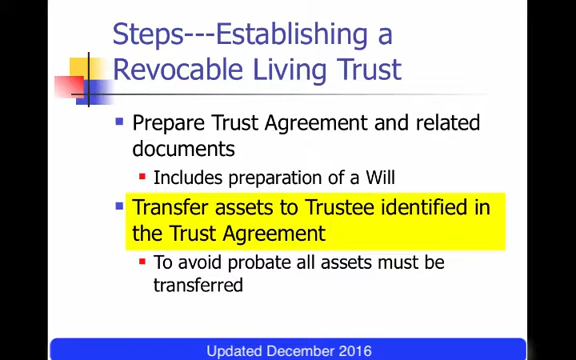 Steps---Establishing a
Revocable Living Trust
Prepare Trust Agreement and related
documents
Includes preparation of a Will
Transfer assets to Trustee identified in
the Trust Agreement
To avoid probate all assets must be
transferred
Updated December 2016